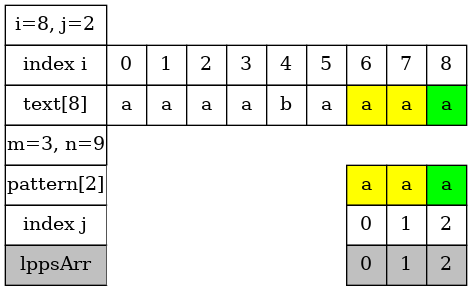 i=8, j=2
index i 0 1 2 3 4 5 6 7 8
text[8] a a a a b a a a a
m=3, n=9
pattern[2] a a a
index j 0 1 2
lppsArr 0 1 2